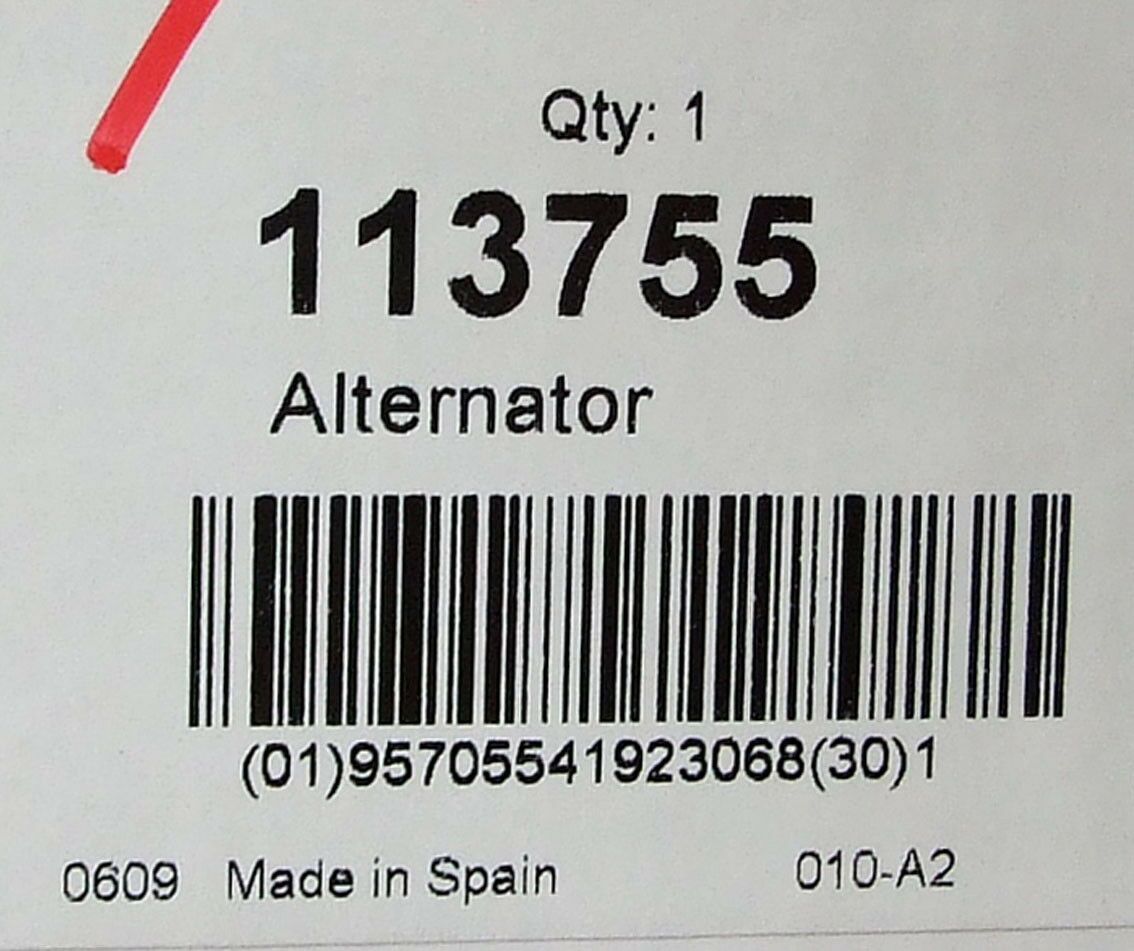 Qty: 1
113755
Alternator
(01)95705541923068(30)1
0609 Made in Spain 010-A2